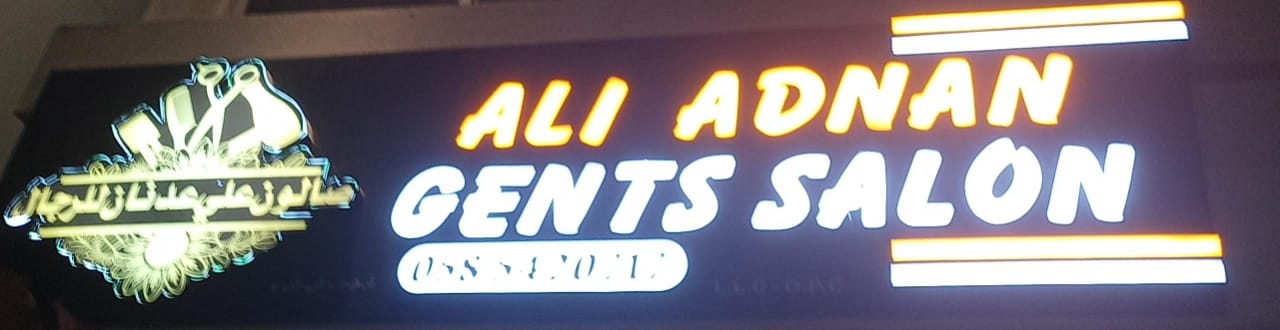 صالون علي عدنان للرجال
ALI ADNAN
GENTS SALON
L.L.C - O.P.C